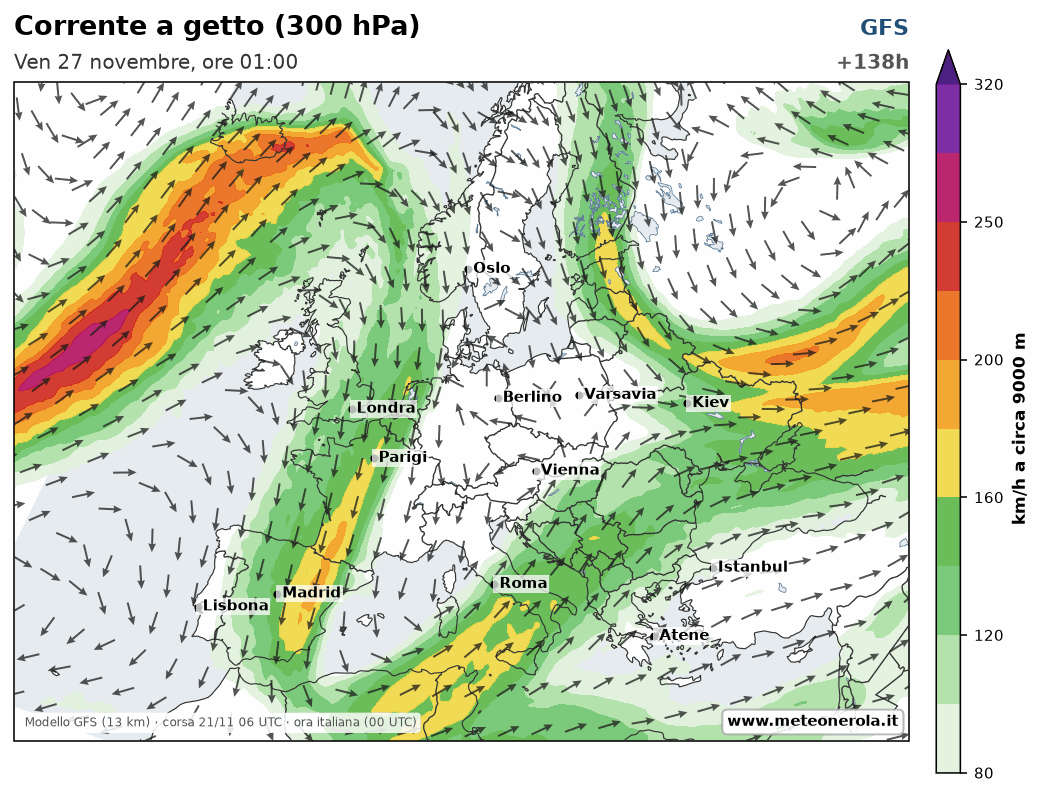 Corrente a getto (300 hPa)
GFS
Ven 27 novembre, ore 01:00
+138h
320
250
200
160
120
80
km/h a circa 9000 m
Oslo
Berlino
Varsavia
Kiev
Londra
Parigi
Vienna
Istanbul
Roma
Madrid
Lisbona
Atene
Modello GFS (13 km) · corsa 21/11 06 UTC · ora italiana (00 UTC)
www.meteonerola.it